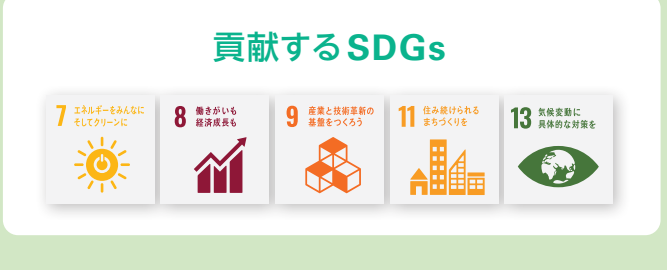 貢献するSDGs
7 エネルギーをみんなに
そしてクリーンに
8 働きがいも
経済成長も
9 産業と技術革新の
基盤をつくろう
11 住み続けられる
まちづくりを
13 気候変動に
具体的な対策を